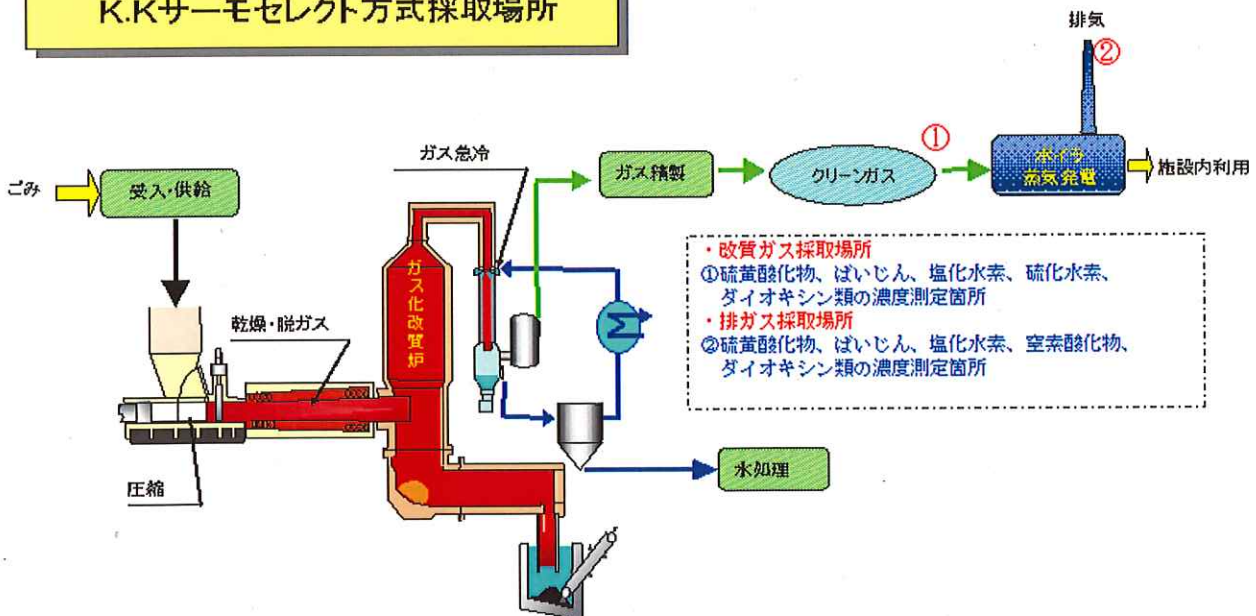 K.Kサーモセレクト方式採取場所
排気
②
ガス急冷
①
ごみ
受入・供給
ガス精製
クリーンガス
ボイラ
蒸気発電
施設内利用
ガス化改質炉
乾燥・脱ガス
・改質ガス採取場所
①硫黄酸化物、ばいじん、塩化水素、硫化水素、
ダイオキシン類の濃度測定箇所
・排ガス採取場所
②硫黄酸化物、ばいじん、塩化水素、窒素酸化物、
ダイオキシン類の濃度測定箇所
圧縮
水処理